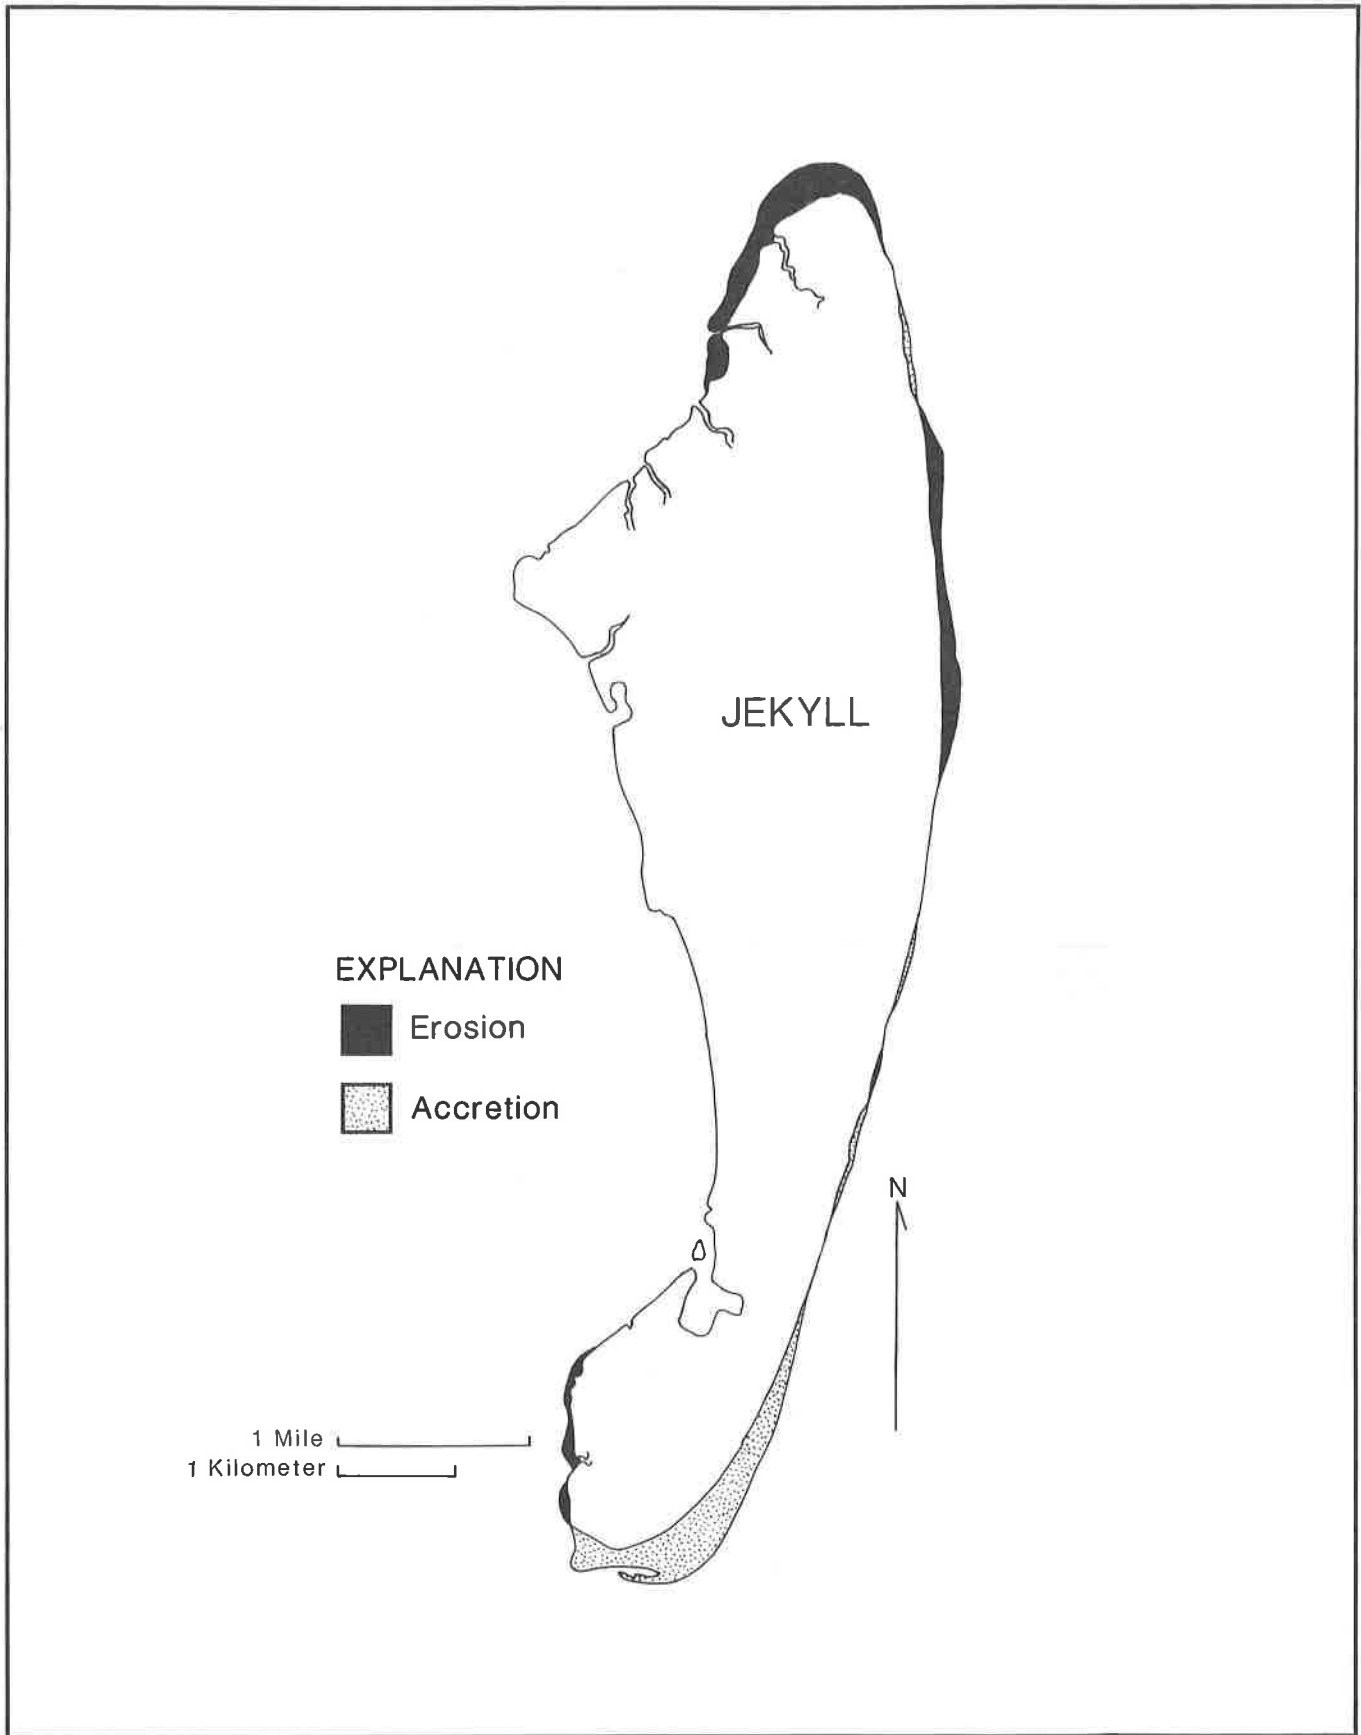 JEKYLL
EXPLANATION
Erosion
Accretion
N
1 Mile
1 Kilometer